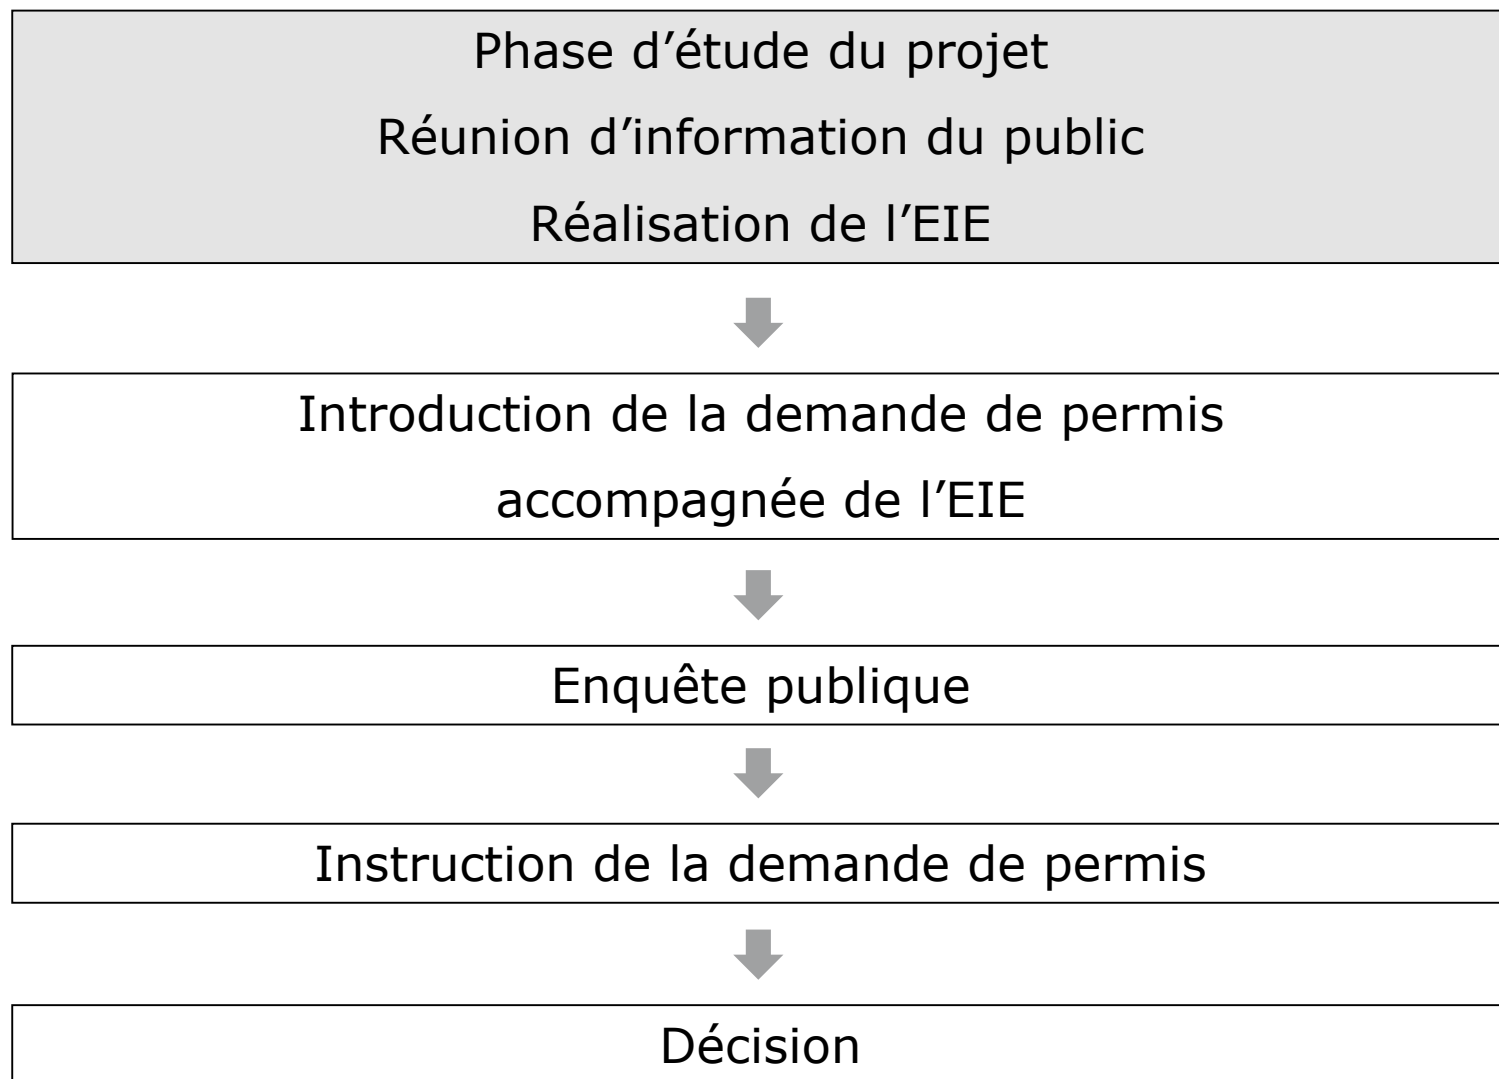 Phase d’étude du projet
Réunion d’information du public
Réalisation de l’EIE
Introduction de la demande de permis
accompagnée de l’EIE
Enquête publique
Instruction de la demande de permis
Décision